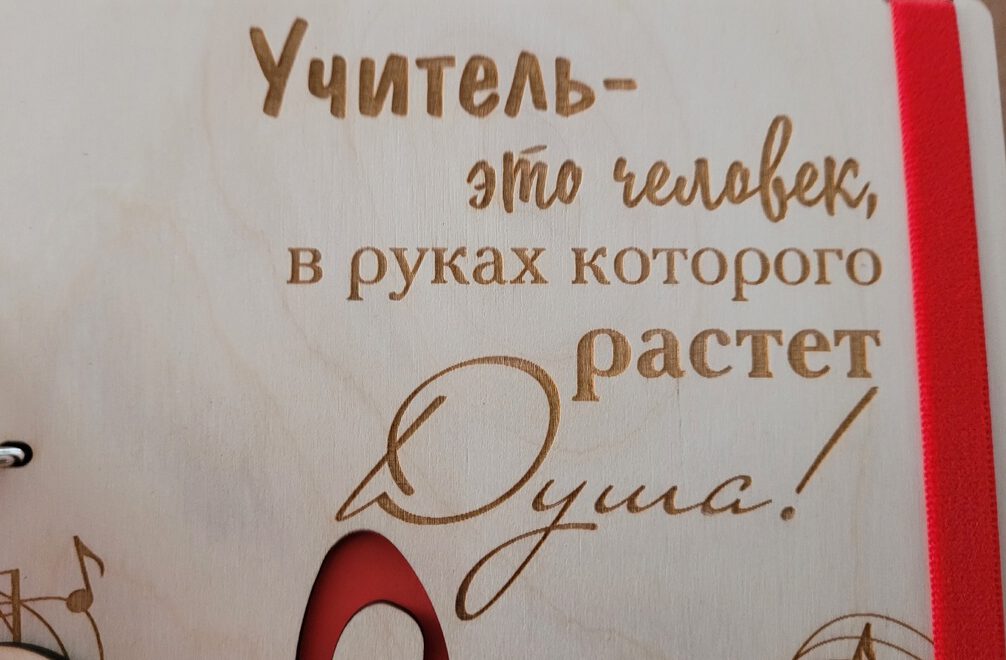 Учитель-
это человек,
в руках которого
растет
Душа!